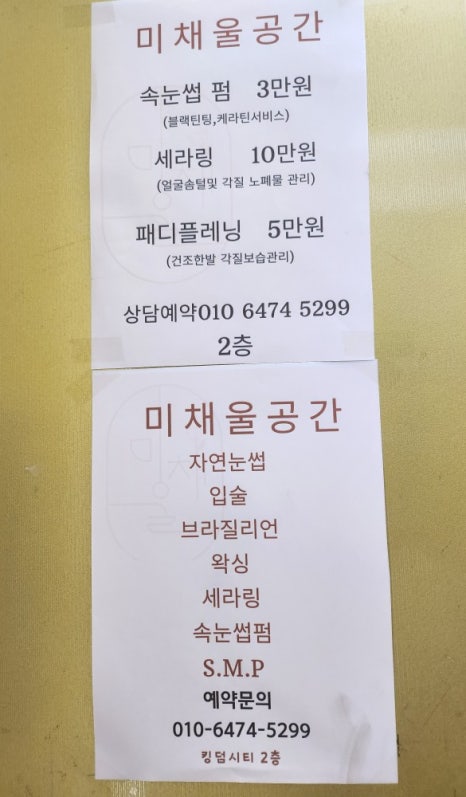 미채울공간
속눈썹 펌 3만원
(블랙틴팅,케라틴서비스)
세라링 10만원
(얼굴솜털및 각질 노폐물 관리)
패디플레닝 5만원
(건조한발 각질보습관리)
상담예약010 6474 5299
2층
미채울공간
자연눈썹
입술
브라질리언
왁싱
세라링
속눈썹펌
S.M.P
예약문의
010-6474-5299
킹덤시티 2층